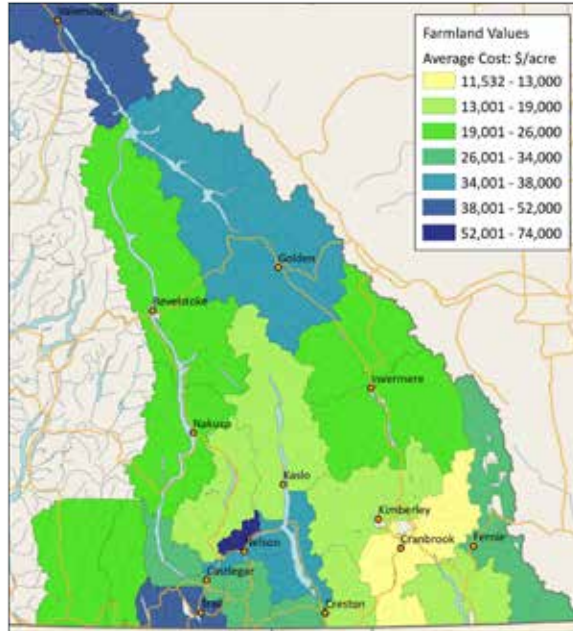 Valemount
Farmland Values
Average Cost: $/acre
11,532 - 13,000
13,001 - 19,000
19,001 - 26,000
26,001 - 34,000
34,001 - 38,000
38,001 - 52,000
52,001 - 74,000
Golden
Revelstoke
Invermere
Nakusp
Kaslo
Kimberley
Nelson
Cranbrook
Fernie
Castlegar
Trail
Creston